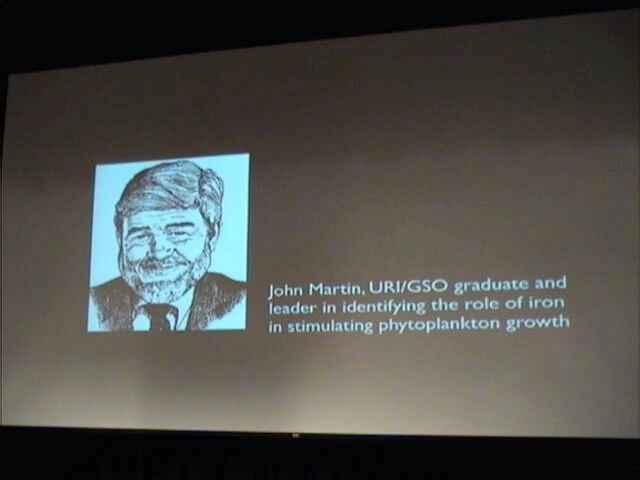 John Martin, URI/GSO graduate and
leader in identifying the role of iron
in stimulating phytoplankton growth